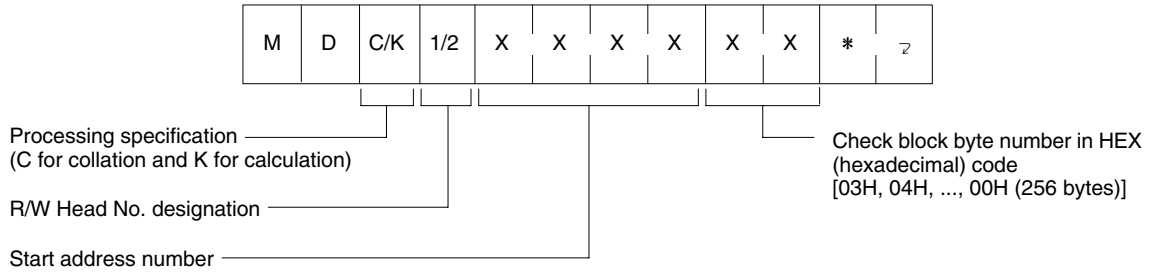 M D C/K 1/2 X X X X X X * ↵
Processing specification
(C for collation and K for calculation)
R/W Head No. designation
Start address number
Check block byte number in HEX
(hexadecimal) code
[03H, 04H, ..., 00H (256 bytes)]